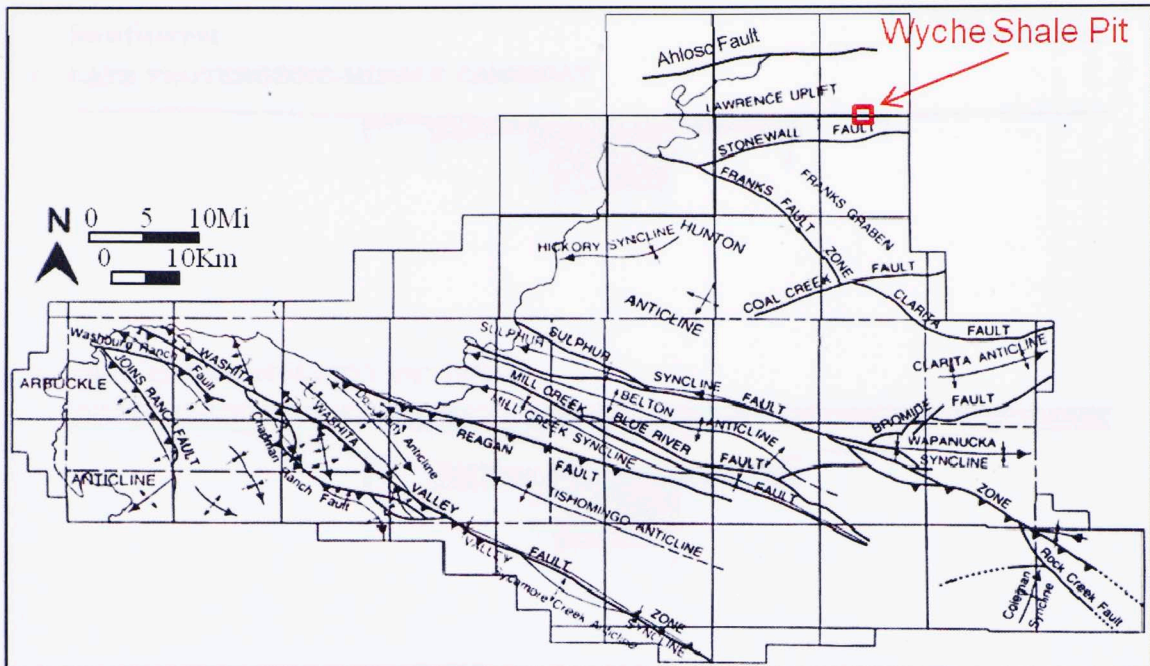 Wyche Shale Pit
Ahloso Fault
LAWRENCE UPLIFT
STONEWALL FAULT
FRANKS FAULT ZONE
FRANKS GRABEN
N
0 5 10Mi
0 10Km
HICKORY SYNCLINE
HUNTON
ANTICLINE
COAL CREEK FAULT
CLARITA
FAULT
CLARITA ANTICLINE
SULPHUR
SYNCLINE
SULPHUR
FAULT
ZONE
Washburg Ranch Fault
WASHITA
VALLEY
FAULT
ZONE
ARBUCKLE
ANTICLINE
JOINS RANCH FAULT
WASHITA
VALLEY
SYNCLINE
Chapman Ranch Fault
Anticline
MILL CREEK
FAULT
MILL CREEK SYNCLINE
BELTON
ANTICLINE
BLUE RIVER
FAULT
REAGAN
FAULT
TISHOMINGO ANTICLINE
BROMIDE
FAULT
WAPANUCKA
SYNCLINE
Sycamore Creek Anticline
Rock Creek Fault
Coleman
Syncline